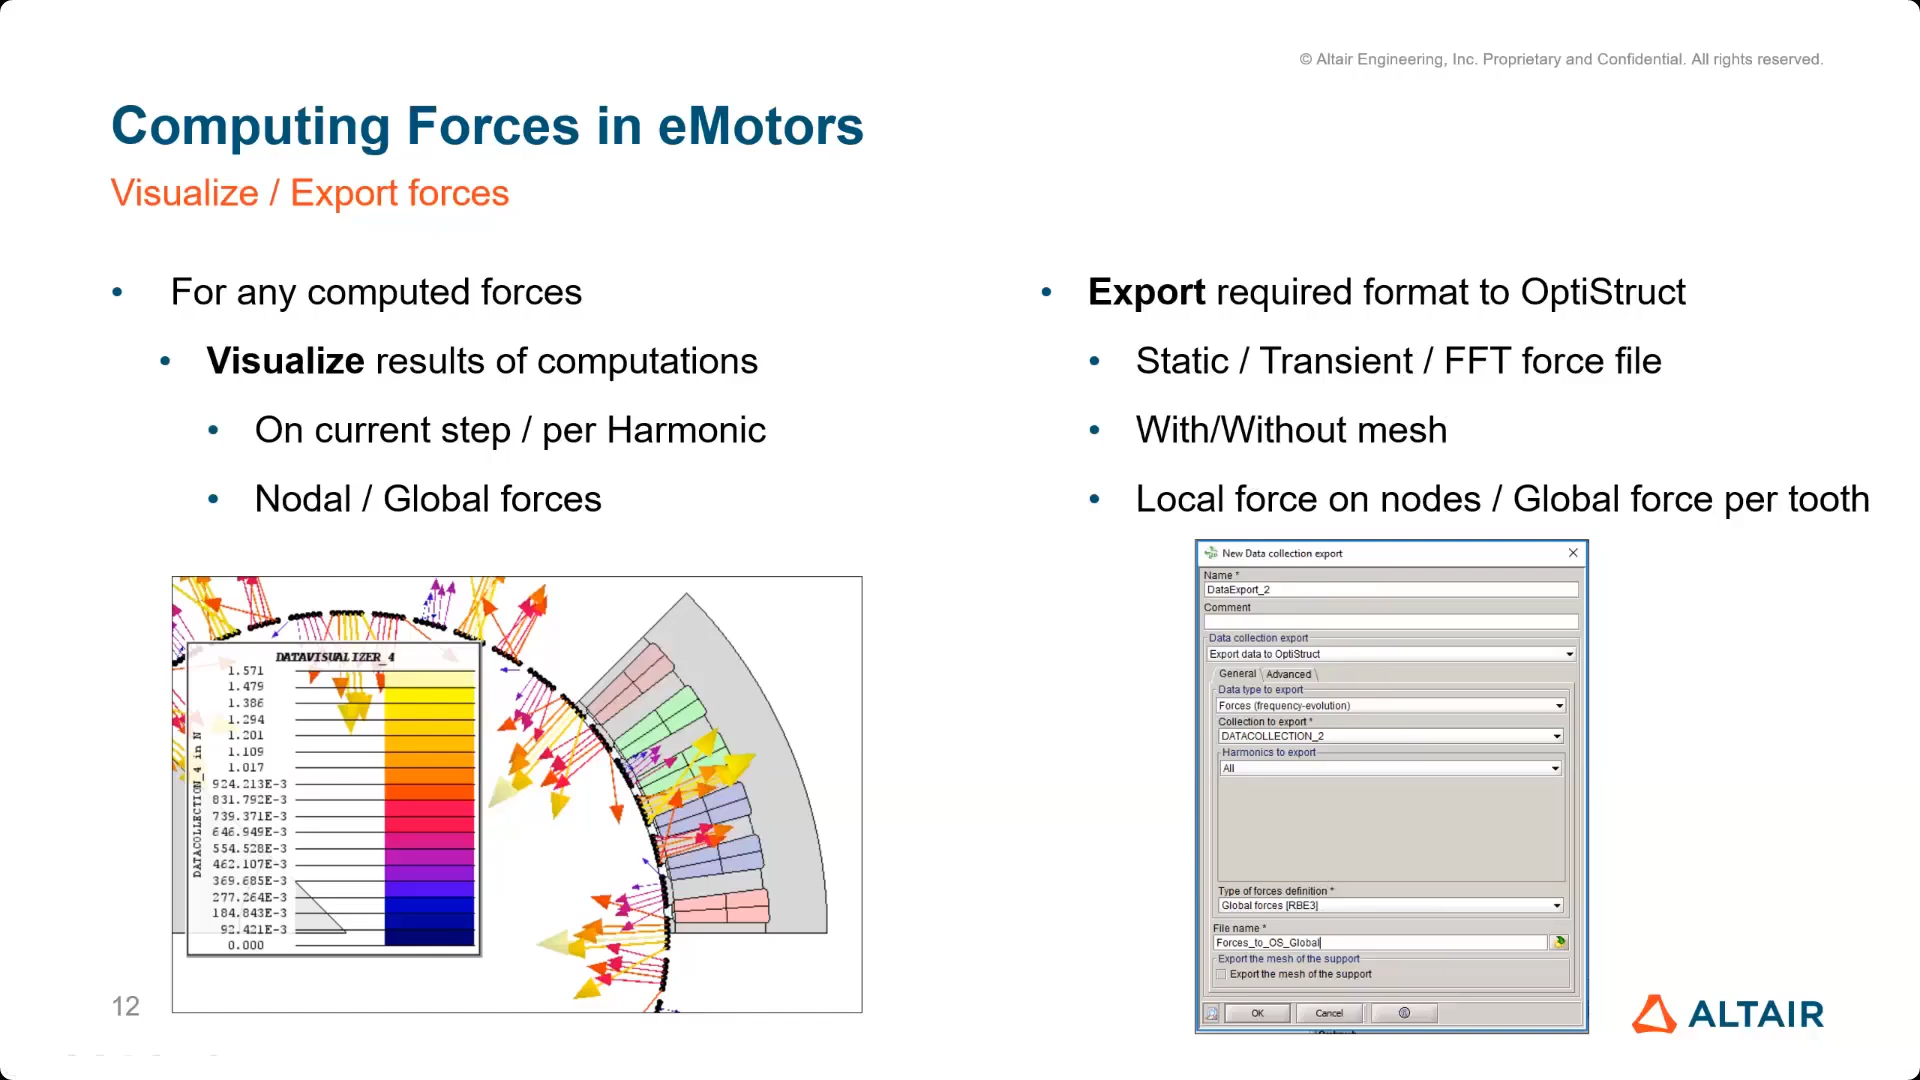 © Altair Engineering, Inc. Proprietary and Confidential. All rights reserved.
Computing Forces in eMotors
Visualize / Export forces
• For any computed forces
• Visualize results of computations
• On current step / per Harmonic
• Nodal / Global forces
• Export required format to OptiStruct
• Static / Transient / FFT force file
• With/Without mesh
• Local force on nodes / Global force per tooth
DATAVISUALIZER_4
DATACOLLECTION_4 in N
1.571
1.479
1.386
1.294
1.201
1.109
1.017
924.213E-3
831.792E-3
739.371E-3
646.949E-3
554.528E-3
462.107E-3
369.685E-3
277.264E-3
184.843E-3
92.421E-3
0.000
New Data collection export
Name *
DataExport_2
Comment
Data collection export
Export data to OptiStruct
General Advanced
Data type to export
Forces (frequency-evolution)
Collection to export *
DATACOLLECTION_2
Harmonics to export
All
Type of forces definition *
Global forces [RBE3]
File name *
Forces_to_OS_Global
Export the mesh of the support
Export the mesh of the support
OK Cancel
12
ALTAIR